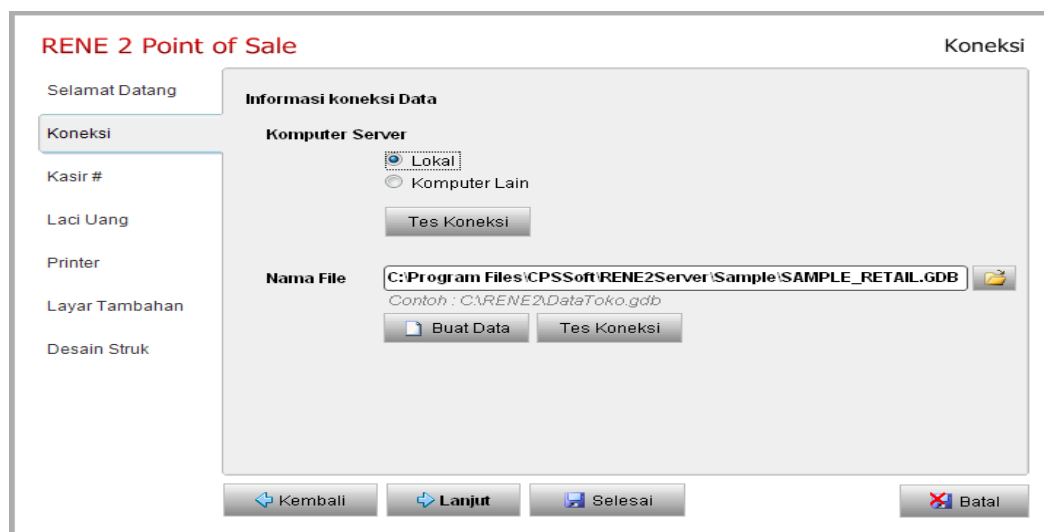 RENE 2 Point of Sale
Koneksi
Selamat Datang
Koneksi
Kasir #
Laci Uang
Printer
Layar Tambahan
Desain Struk
Informasi koneksi Data
Komputer Server
Lokal
Komputer Lain
Tes Koneksi
Nama File C:\Program Files\CPSSoft\RENE2Server\Sample\SAMPLE_RETAIL.GDB
Contoh : C:\RENE2\DataToko.gdb
Buat Data Tes Koneksi
Kembali Lanjut Selesai Batal